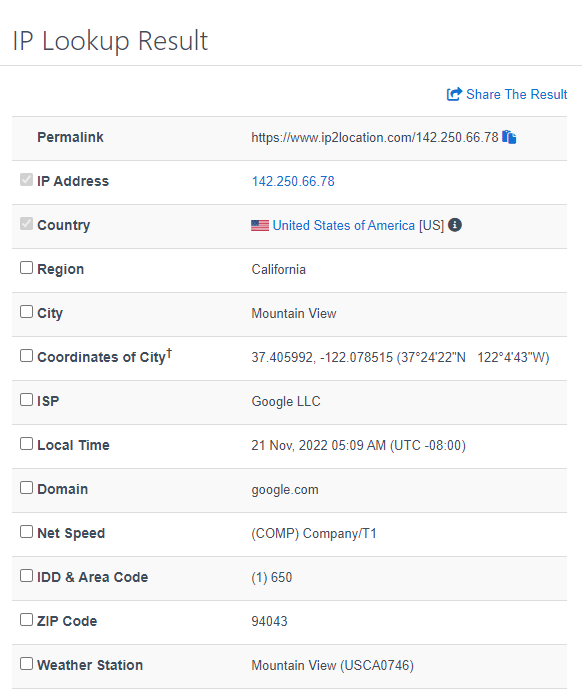 IP Lookup Result
Share The Result
Permalink https://www.ip2location.com/142.250.66.78
IP Address 142.250.66.78
Country United States of America [US]
Region California
City Mountain View
Coordinates of City† 37.405992, -122.078515 (37°24'22"N 122°4'43"W)
ISP Google LLC
Local Time 21 Nov, 2022 05:09 AM (UTC -08:00)
Domain google.com
Net Speed (COMP) Company/T1
IDD & Area Code (1) 650
ZIP Code 94043
Weather Station Mountain View (USCA0746)